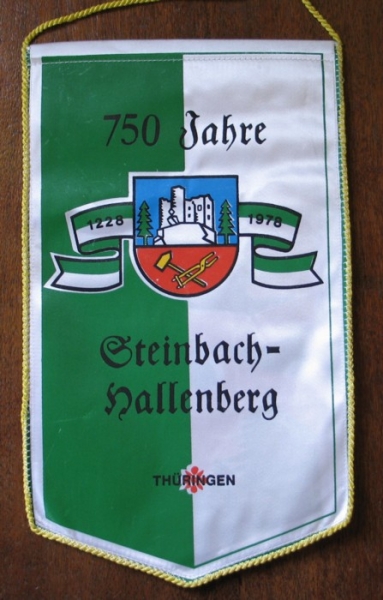 750 Jahre
1228 1978
Steinbach-
Hallenberg
THÜRINGEN